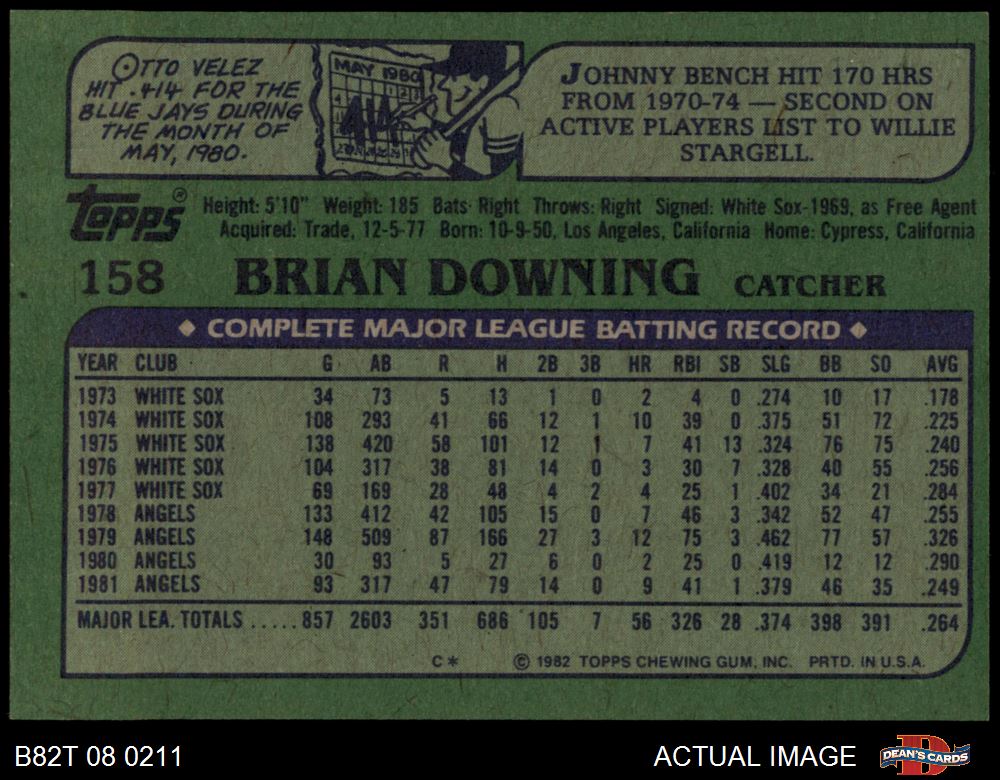 OTTO VELEZ
HIT .414 FOR THE
BLUE JAYS DURING
THE MONTH OF
MAY, 1980.
MAY 1980
414
JOHNNY BENCH HIT 170 HRS
FROM 1970-74 — SECOND ON
ACTIVE PLAYERS LIST TO WILLIE
STARGELL.
Topps®
Height: 5'10" Weight: 185 Bats: Right Throws: Right Signed: White Sox-1969, as Free Agent
Acquired: Trade, 12-5-77 Born: 10-9-50, Los Angeles, California Home: Cypress, California
158 BRIAN DOWNING CATCHER
◆ COMPLETE MAJOR LEAGUE BATTING RECORD ◆
YEAR CLUB G AB R H 2B 3B HR RBI SB SLG BB SO AVG
1973 WHITE SOX 34 73 5 13 1 0 2 4 0 .274 10 17 .178
1974 WHITE SOX 108 293 41 66 12 1 10 39 0 .375 51 72 .225
1975 WHITE SOX 138 420 58 101 12 1 7 41 13 .324 76 75 .240
1976 WHITE SOX 104 317 38 81 14 0 3 30 7 .328 40 55 .256
1977 WHITE SOX 69 169 28 48 4 2 4 25 1 .402 34 21 .284
1978 ANGELS 133 412 42 105 15 0 7 46 3 .342 52 47 .255
1979 ANGELS 148 509 87 166 27 3 12 75 3 .462 77 57 .326
1980 ANGELS 30 93 5 27 6 0 2 25 0 .419 12 12 .290
1981 ANGELS 93 317 47 79 14 0 9 41 1 .379 46 35 .249
MAJOR LEA. TOTALS ..... 857 2603 351 686 105 7 56 326 28 .374 398 391 .264
C* © 1982 TOPPS CHEWING GUM, INC. PRTD. IN U.S.A.
B82T 08 0211
ACTUAL IMAGE
DEAN'S CARDS